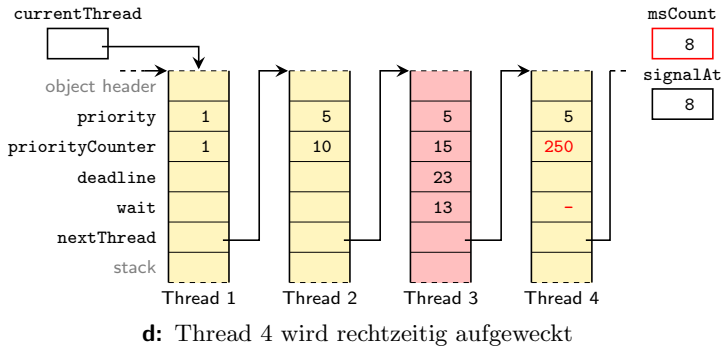 currentThread
msCount
8
signalAt
8
object header
priority 1 5 5 5
priorityCounter 1 10 15 250
deadline 23
wait 13 -
nextThread
stack
Thread 1 Thread 2 Thread 3 Thread 4
d: Thread 4 wird rechtzeitig aufgeweckt